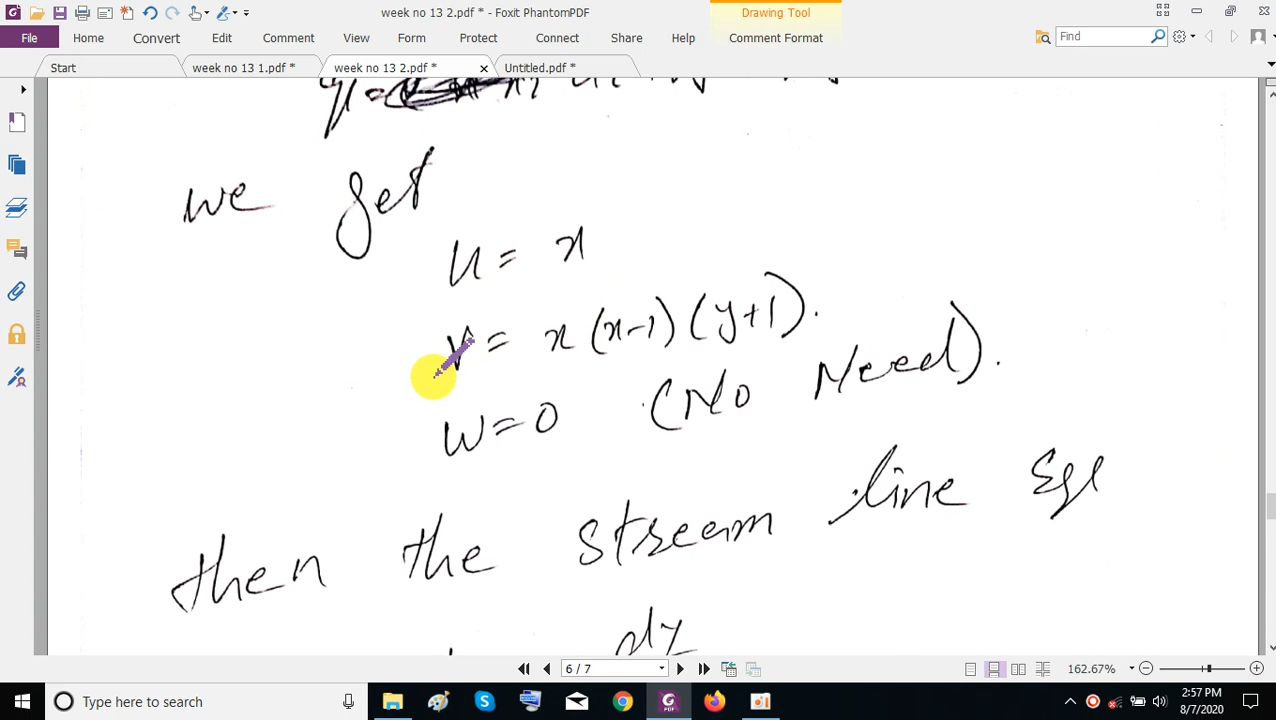 week no 13 2.pdf * - Foxit PhantomPDF
Drawing Tool
File Home Convert Edit Comment View Form Protect Connect Share Help Comment Format
Find
Start week no 13 1.pdf * week no 13 2.pdf * Untitled.pdf *
we get
u = x
v = x(x-1)(y+1).
w=0 (No Need).
then the stream line Eqn
dy
6 / 7
162.67%
Type here to search
2:57 PM
8/7/2020